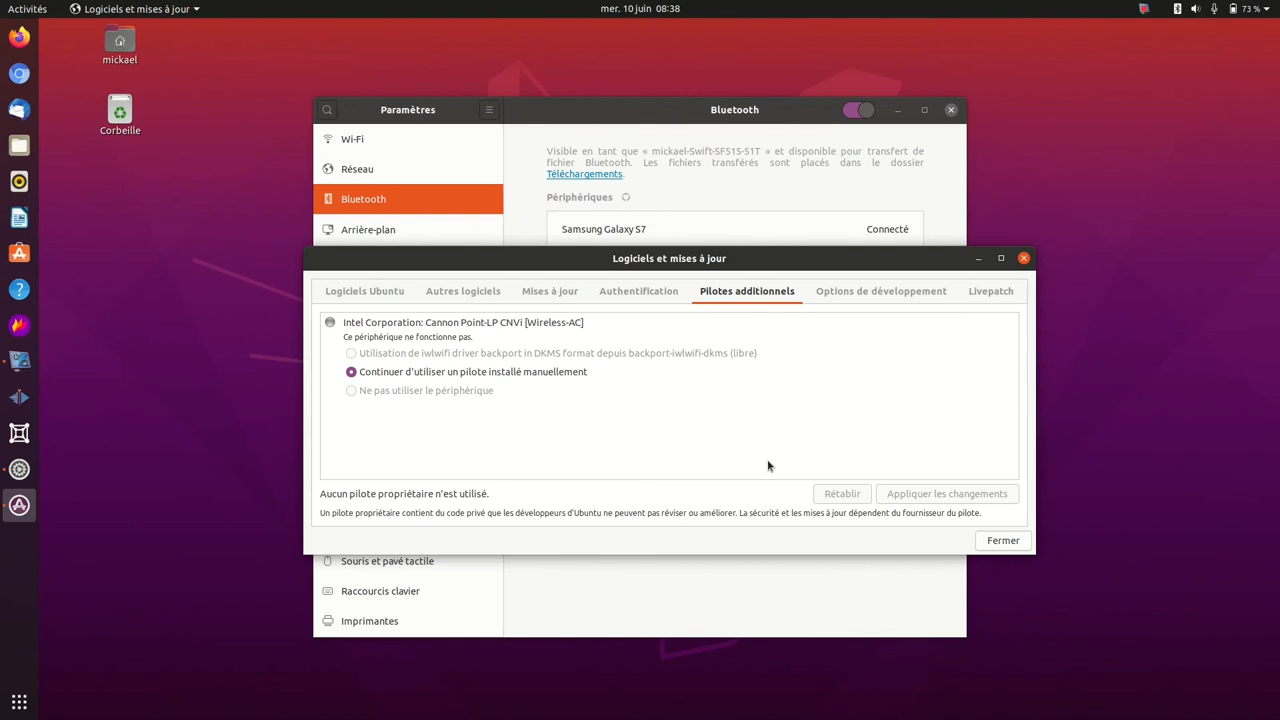 Activités
Logiciels et mises à jour
mer. 10 juin  08:38
73 %
mickael
Corbeille
Paramètres
Bluetooth
Wi-Fi
Réseau
Bluetooth
Arrière-plan
Visible en tant que « mickael-Swift-SF515-51T » et disponible pour transfert de
fichier Bluetooth. Les fichiers transférés sont placés dans le dossier
Téléchargements.
Périphériques
Samsung Galaxy S7 Connecté
Logiciels et mises à jour
Logiciels Ubuntu Autres logiciels Mises à jour Authentification Pilotes additionnels Options de développement Livepatch
Intel Corporation: Cannon Point-LP CNVi [Wireless-AC]
Ce périphérique ne fonctionne pas.
Utilisation de iwlwifi driver backport in DKMS format depuis backport-iwlwifi-dkms (libre)
Continuer d'utiliser un pilote installé manuellement
Ne pas utiliser le périphérique
Aucun pilote propriétaire n'est utilisé.
Rétablir
Appliquer les changements
Un pilote propriétaire contient du code privé que les développeurs d'Ubuntu ne peuvent pas réviser ou améliorer. La sécurité et les mises à jour dépendent du fournisseur du pilote.
Fermer
Souris et pavé tactile
Raccourcis clavier
Imprimantes